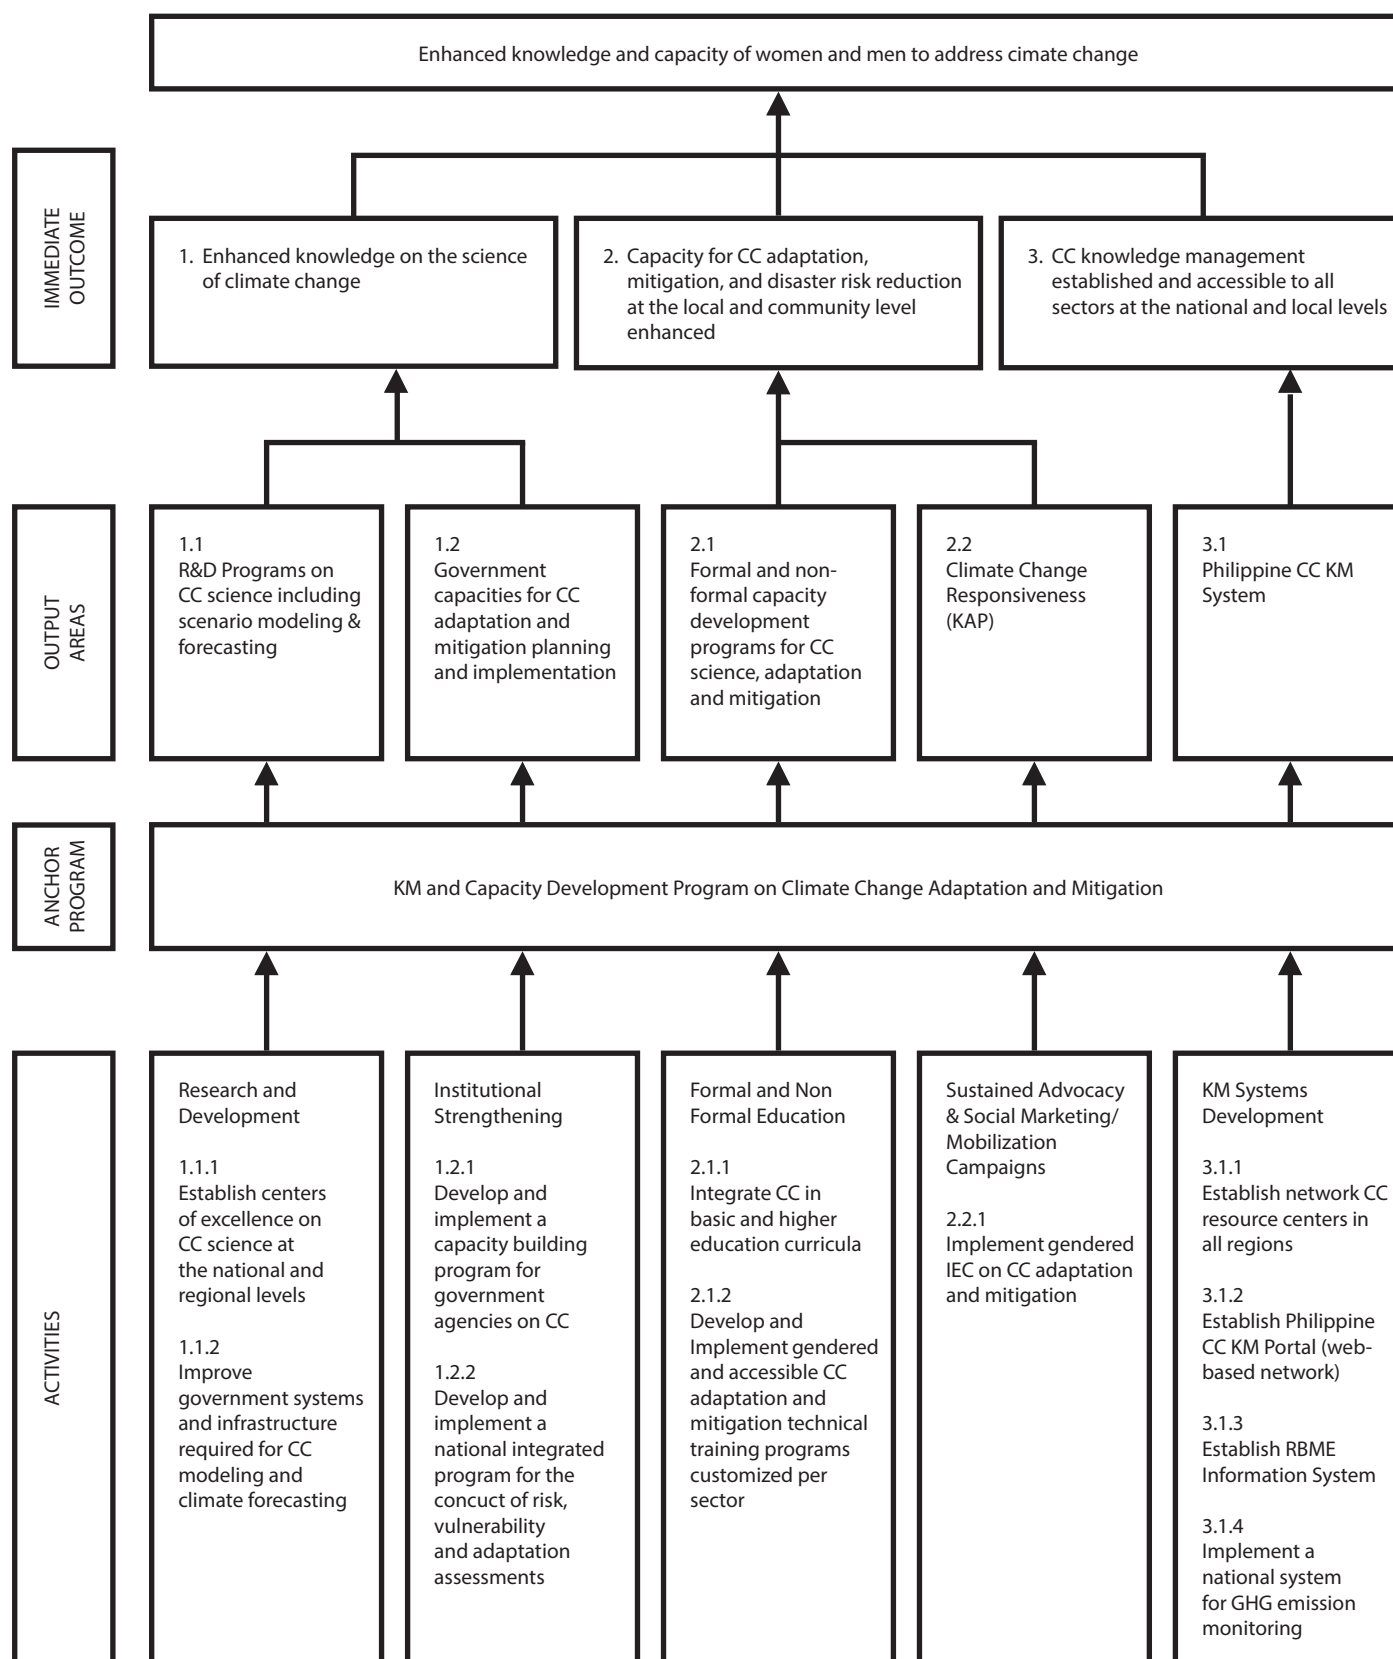 Enhanced knowledge and capacity of women and men to address cimate change
IMMEDIATE
OUTCOME
1. Enhanced knowledge on the science
of climate change
2. Capacity for CC adaptation,
mitigation, and disaster risk reduction
at the local and community level
enhanced
3. CC knowledge management
established and accessible to all
sectors at the national and local levels
OUTPUT
AREAS
1.1
R&D Programs on
CC science including
scenario modeling &
forecasting
1.2
Government
capacities for CC
adaptation and
mitigation planning
and implementation
2.1
Formal and non-
formal capacity
development
programs for CC
science, adaptation
and mitigation
2.2
Climate Change
Responsiveness
(KAP)
3.1
Philippine CC KM
System
ANCHOR
PROGRAM
KM and Capacity Development Program on Climate Change Adaptation and Mitigation
ACTIVITIES
Research and
Development
1.1.1
Establish centers
of excellence on
CC science at
the national and
regional levels
1.1.2
Improve
government systems
and infrastructure
required for CC
modeling and
climate forecasting
Institutional
Strengthening
1.2.1
Develop and
implement a
capacity building
program for
government
agencies on CC
1.2.2
Develop and
implement a
national integrated
program for the
concuct of risk,
vulnerability
and adaptation
assessments
Formal and Non
Formal Education
2.1.1
Integrate CC in
basic and higher
education curricula
2.1.2
Develop and
Implement gendered
and accessible CC
adaptation and
mitigation technical
training programs
customized per
sector
Sustained Advocacy
& Social Marketing/
Mobilization
Campaigns
2.2.1
Implement gendered
IEC on CC adaptation
and mitigation
KM Systems
Development
3.1.1
Establish network CC
resource centers in
all regions
3.1.2
Establish Philippine
CC KM Portal (web-
based network)
3.1.3
Establish RBME
Information System
3.1.4
Implement a
national system
for GHG emission
monitoring